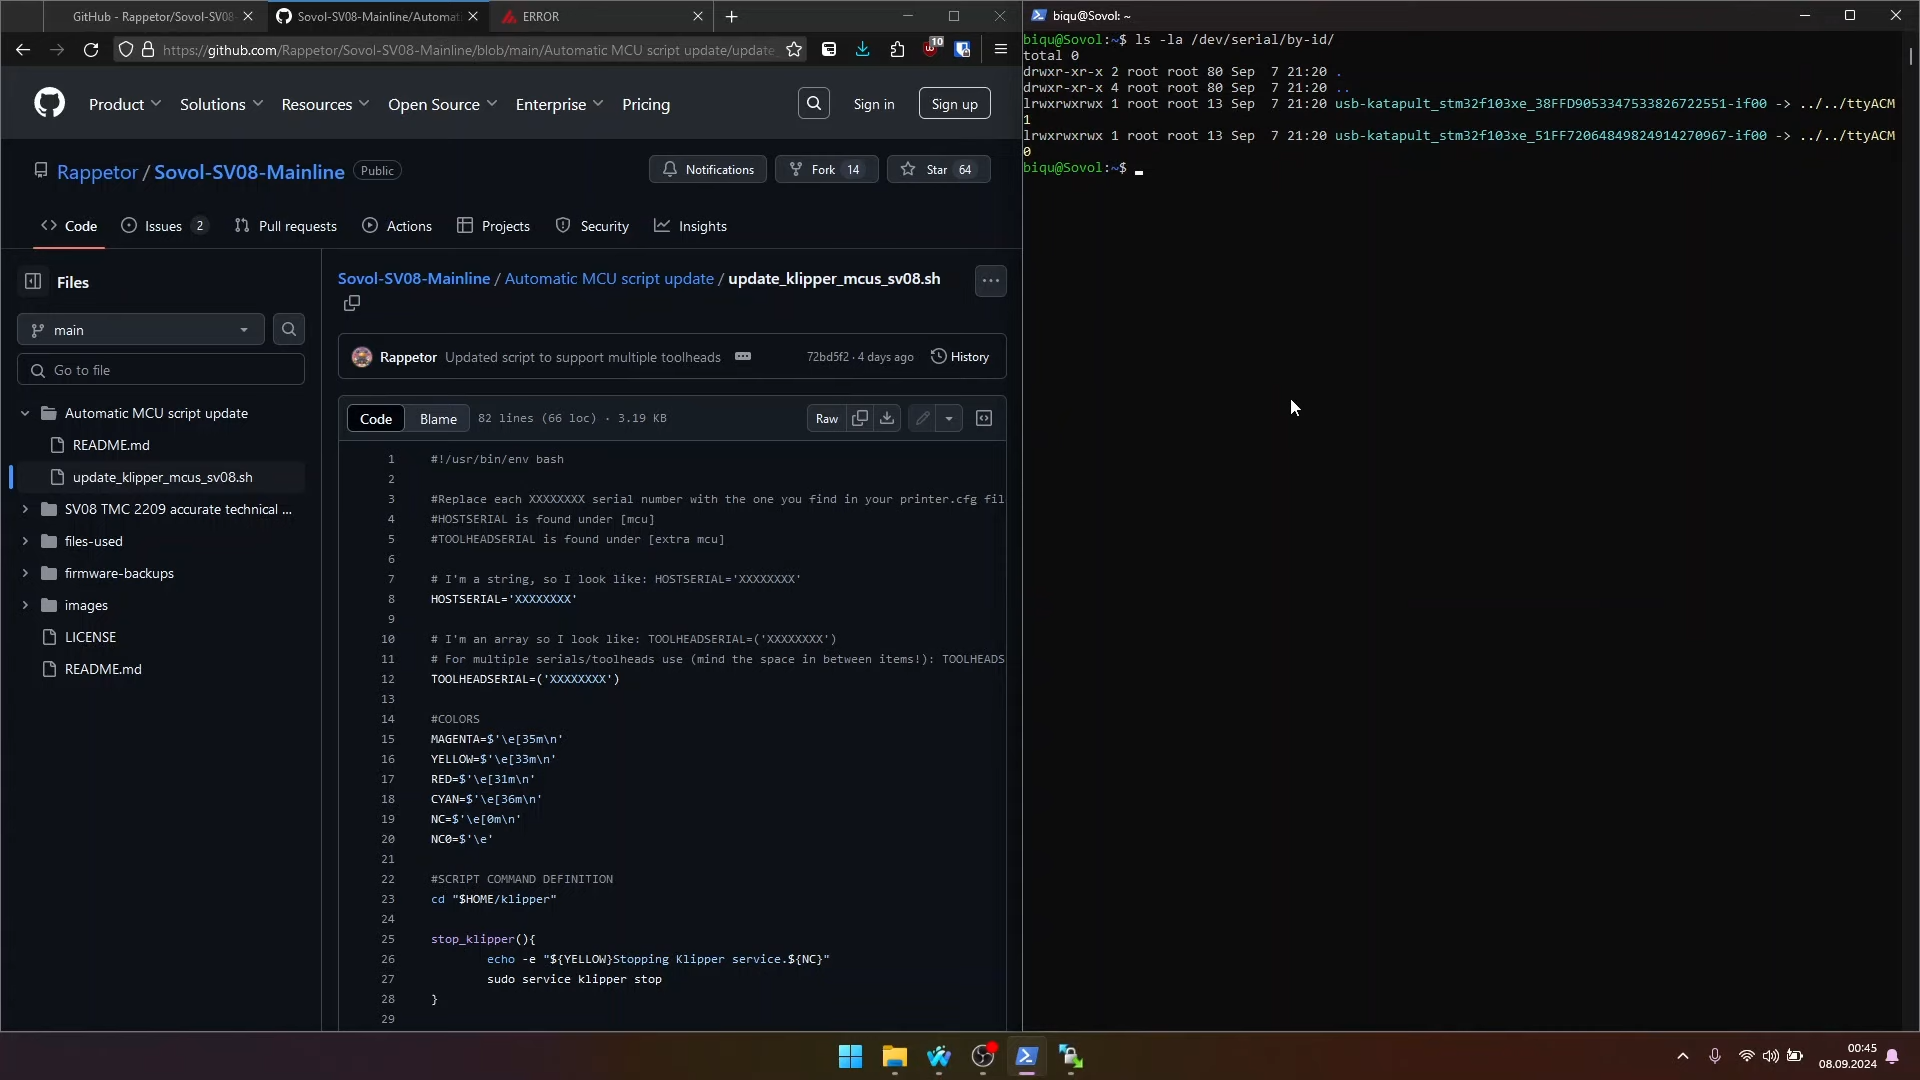 GitHub - Rappetor/Sovol-SV08
Sovol-SV08-Mainline/Automat
ERROR
https://github.com/Rappetor/Sovol-SV08-Mainline/blob/main/Automatic MCU script update/update_
10
Product
Solutions
Resources
Open Source
Enterprise
Pricing
Sign in
Sign up
Rappetor / Sovol-SV08-Mainline
Public
Notifications
Fork 14
Star 64
Code
Issues 2
Pull requests
Actions
Projects
Security
Insights
Files
main
Go to file
Automatic MCU script update
README.md
update_klipper_mcus_sv08.sh
SV08 TMC 2209 accurate technical ...
files-used
firmware-backups
images
LICENSE
README.md
Sovol-SV08-Mainline / Automatic MCU script update / update_klipper_mcus_sv08.sh
Rappetor Updated script to support multiple toolheads
72bd5f2 · 4 days ago
History
Code
Blame
82 lines (66 loc) · 3.19 KB
Raw
1 #!/usr/bin/env bash
2
3 #Replace each XXXXXXXX serial number with the one you find in your printer.cfg fil
4 #HOSTSERIAL is found under [mcu]
5 #TOOLHEADSERIAL is found under [extra mcu]
6
7 # I'm a string, so I look like: HOSTSERIAL='XXXXXXXX'
8 HOSTSERIAL='XXXXXXXX'
9
10 # I'm an array so I look like: TOOLHEADSERIAL=('XXXXXXXX')
11 # For multiple serials/toolheads use (mind the space in between items!): TOOLHEADS
12 TOOLHEADSERIAL=('XXXXXXXX')
13
14 #COLORS
15 MAGENTA=$'\e[35m\n'
16 YELLOW=$'\e[33m\n'
17 RED=$'\e[31m\n'
18 CYAN=$'\e[36m\n'
19 NC=$'\e[0m\n'
20 NC0=$'\e'
21
22 #SCRIPT COMMAND DEFINITION
23 cd "$HOME/klipper"
24
25 stop_klipper(){
26 echo -e "${YELLOW}Stopping Klipper service.${NC}"
27 sudo service klipper stop
28 }
29
biqu@Sovol: ~
biqu@Sovol:~$ ls -la /dev/serial/by-id/
total 0
drwxr-xr-x 2 root root 80 Sep  7 21:20 .
drwxr-xr-x 4 root root 80 Sep  7 21:20 ..
lrwxrwxrwx 1 root root 13 Sep  7 21:20 usb-katapult_stm32f103xe_38FFD9053347533826722551-if00 -> ../../ttyACM
1
lrwxrwxrwx 1 root root 13 Sep  7 21:20 usb-katapult_stm32f103xe_51FF72064849824914270967-if00 -> ../../ttyACM
0
biqu@Sovol:~$
00:45
08.09.2024